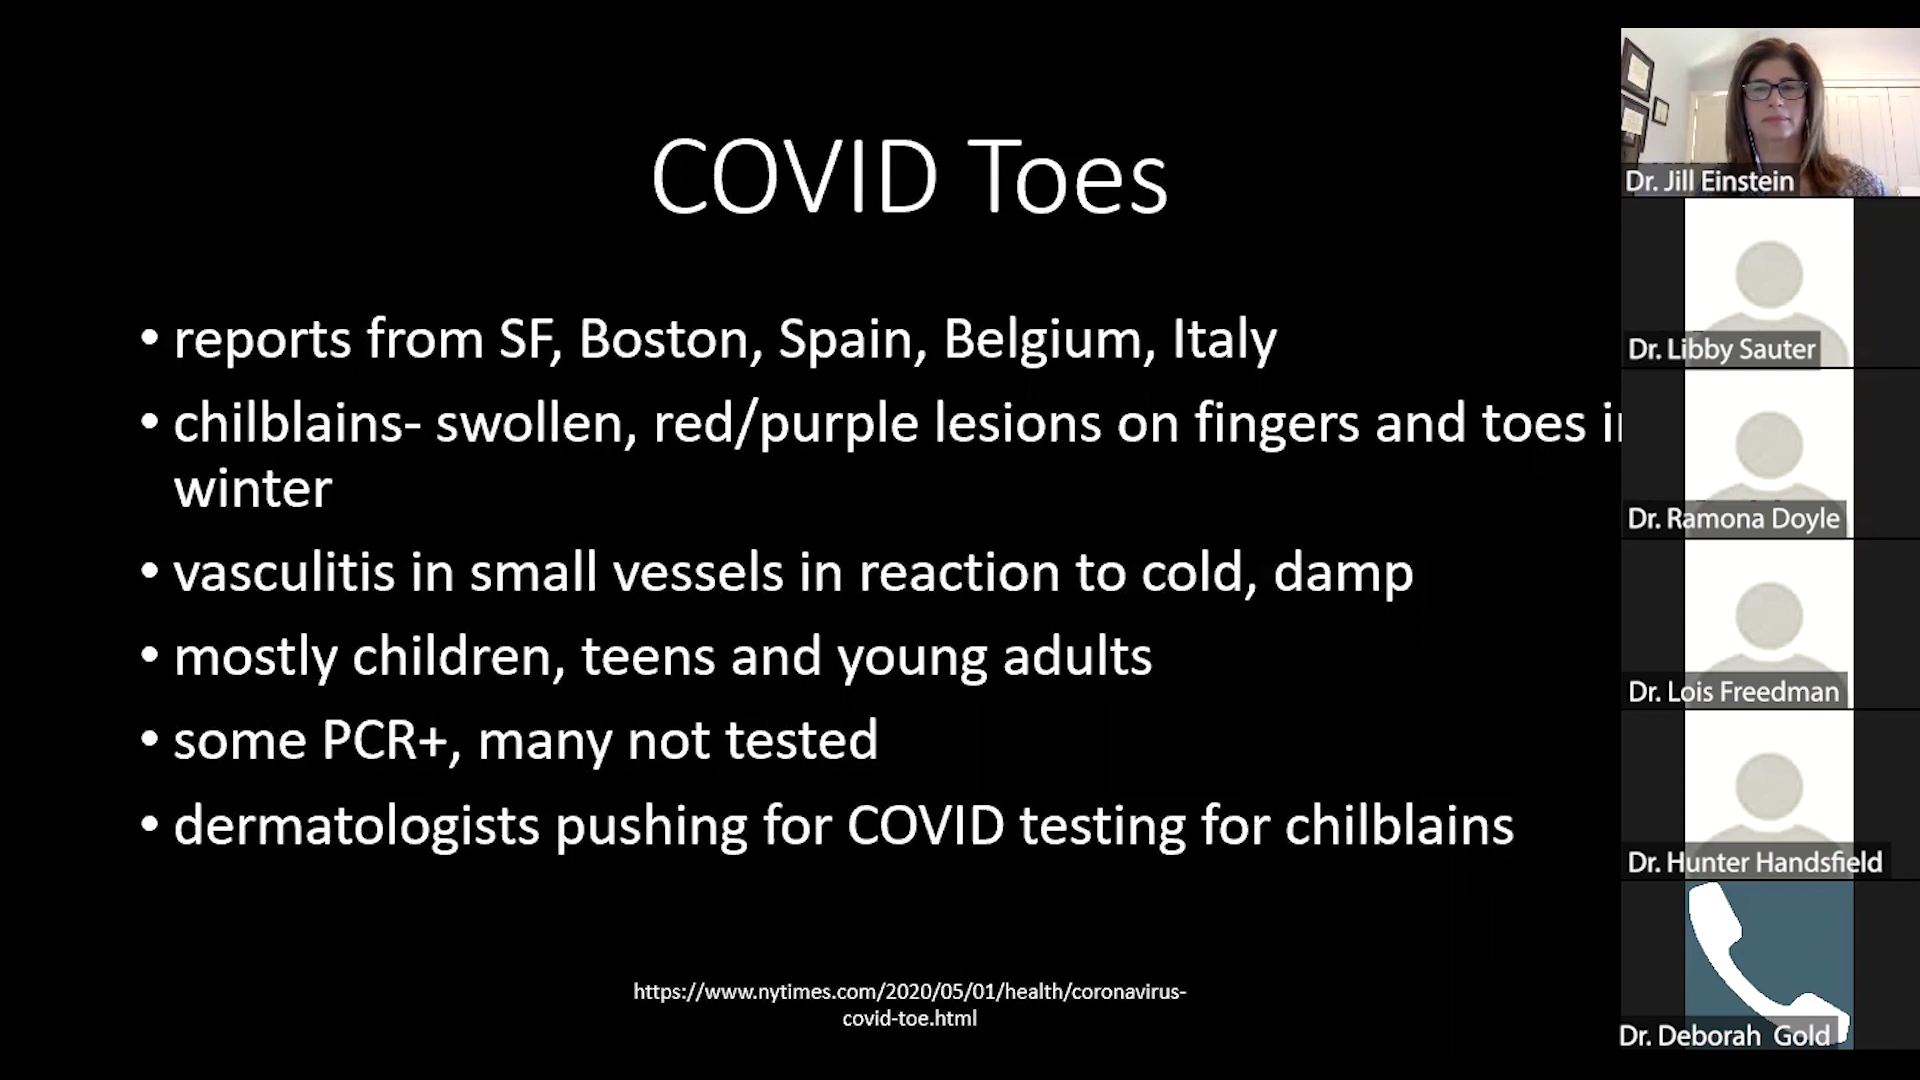 COVID Toes
• reports from SF, Boston, Spain, Belgium, Italy
• chilblains- swollen, red/purple lesions on fingers and toes
winter
• vasculitis in small vessels in reaction to cold, damp
• mostly children, teens and young adults
• some PCR+, many not tested
• dermatologists pushing for COVID testing for chilblains
https://www.nytimes.com/2020/05/01/health/coronavirus-
covid-toe.html
Dr. Jill Einstein
Dr. Libby Sauter
Dr. Ramona Doyle
Dr. Lois Freedman
Dr. Hunter Handsfield
Dr. Deborah Gold